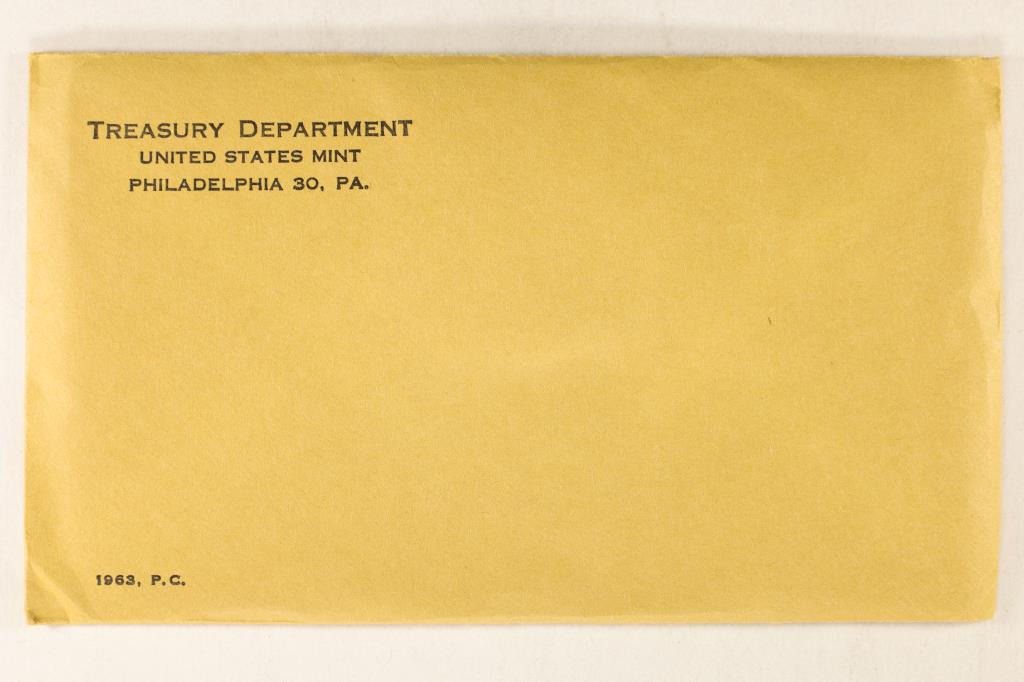 TREASURY DEPARTMENT
UNITED STATES MINT
PHILADELPHIA 30, PA.
1963, P.C.